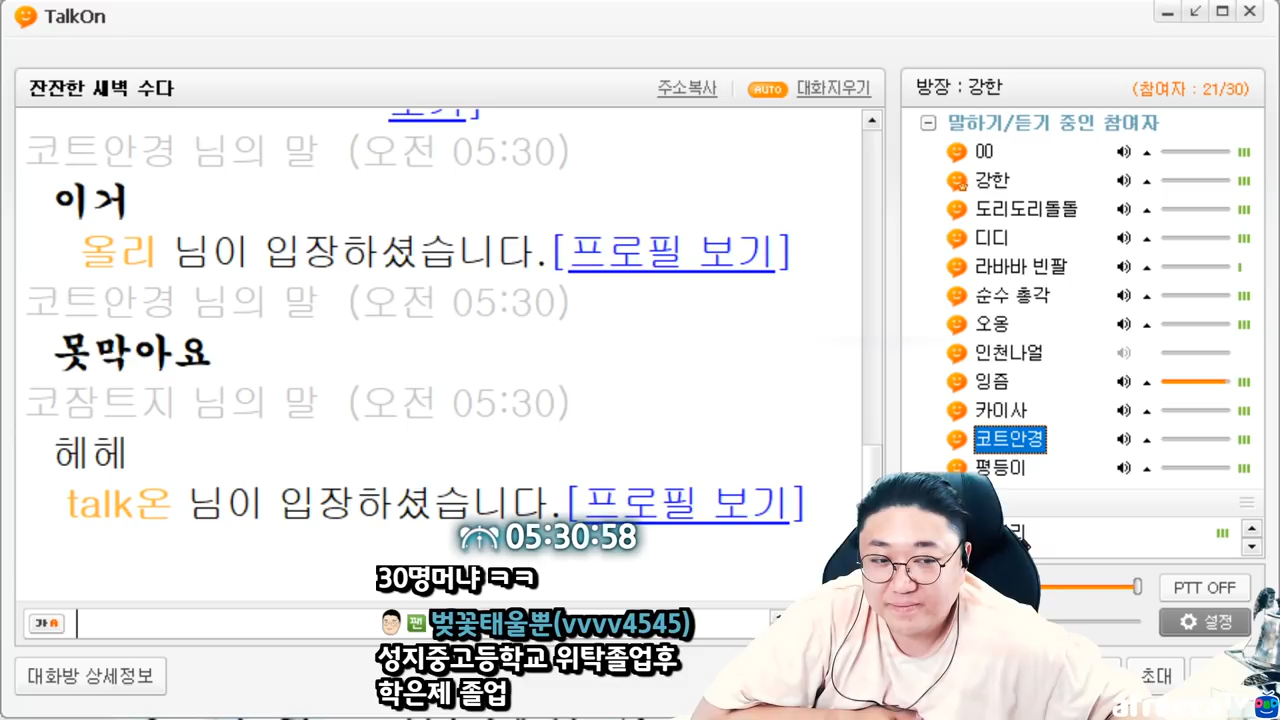 TalkOn
잔잔한 새벽 수다
주소복사
AUTO
대화지우기
코트안경 님의 말 (오전 05:30)
이거
올리 님이 입장하셨습니다.[프로필 보기]
코트안경 님의 말 (오전 05:30)
못막아요
코잠트지 님의 말 (오전 05:30)
헤헤
talk온 님이 입장하셨습니다.[프로필 보기]
05:30:58
30명머냐 ㅋㅋ
팬 벚꽃태울뿐(vvvv4545)
성지중고등학교 위탁졸업후
학은제 졸업
가A
대화방 상세정보
방장 : 강한
(참여자 : 21/30)
말하기/듣기 중인 참여자
00
강한
도리도리돌돌
디디
라바바 빈팔
순수 총각
오옹
인천나얼
잉즘
카이사
코트안경
평등이
PTT OFF
설정
초대